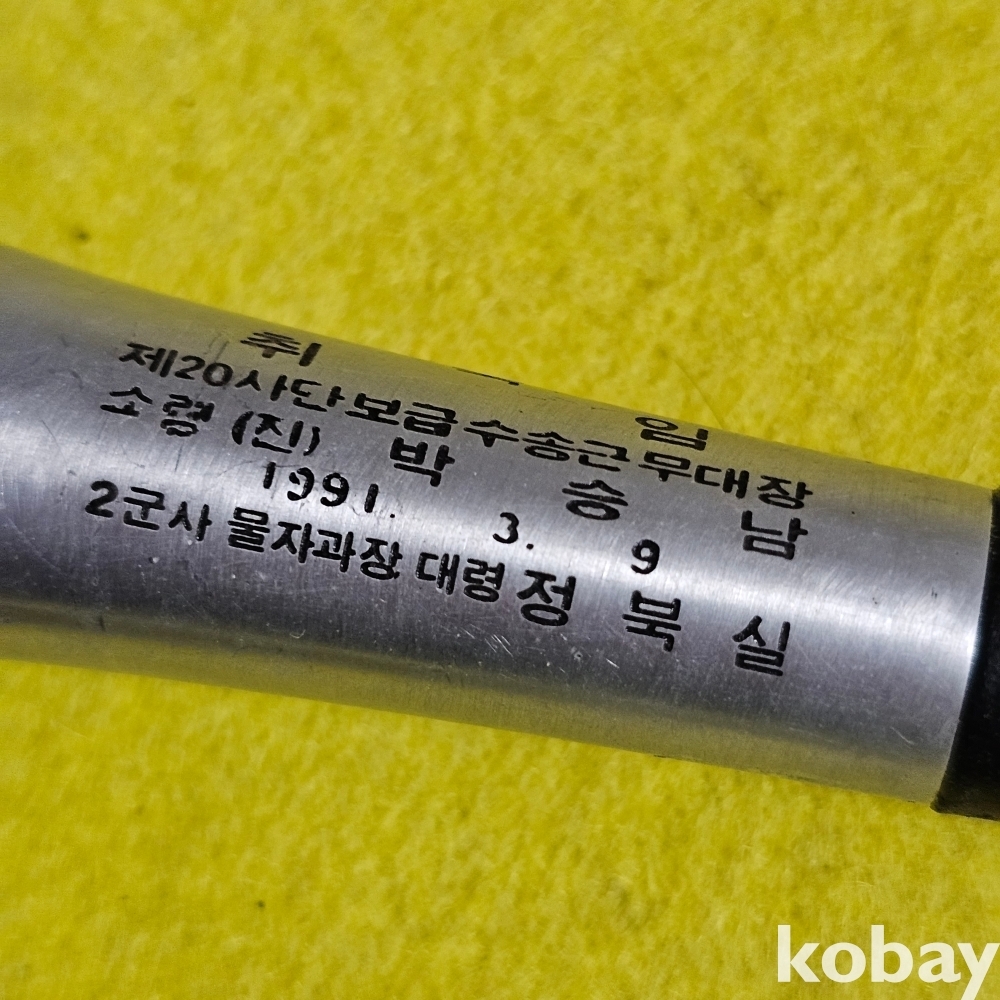 취 임
제20사단보급수송근무대장
소령 (진) 박 승 남
1991. 3. 9
2군사 물자과장 대령 정 북 실
kobay